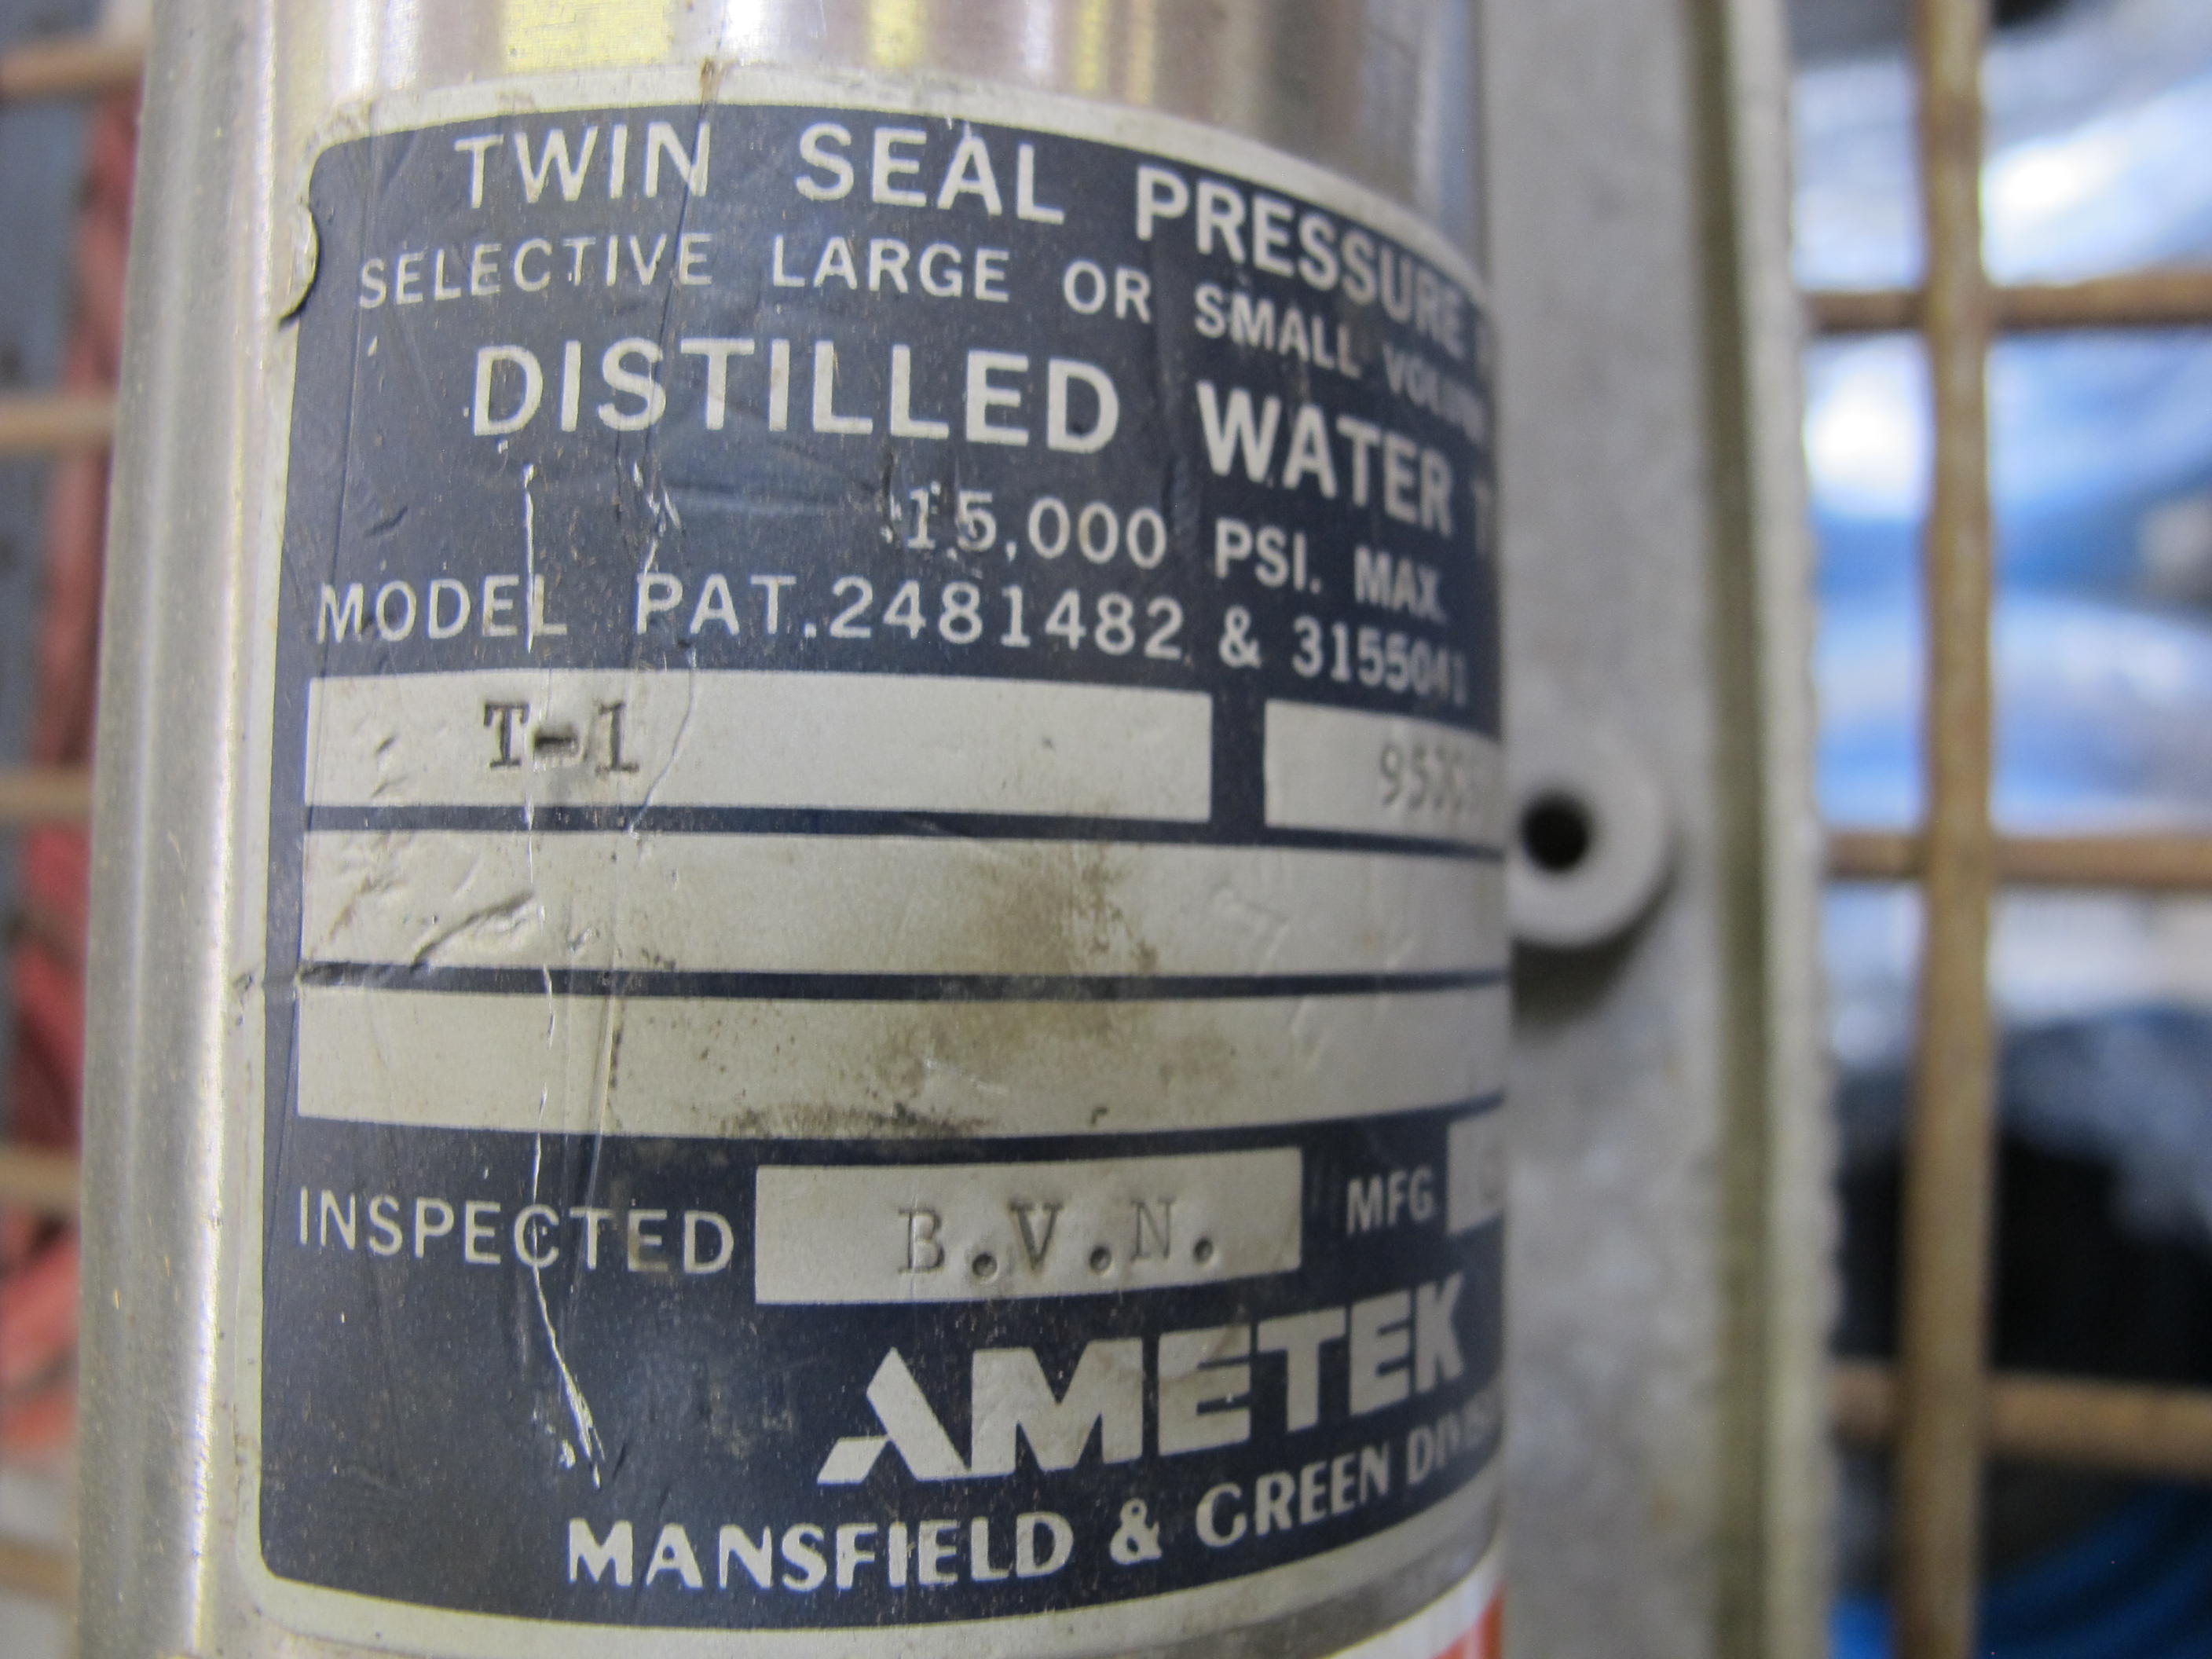 TWIN SEAL PRESSURE
SELECTIVE LARGE OR SMALL
DISTILLED WATER
15,000 PSI. MAX.
MODEL PAT.2481482 & 3155041
T-1
INSPECTED B.V.N. MFG
AMETEK
MANSFIELD & GREEN